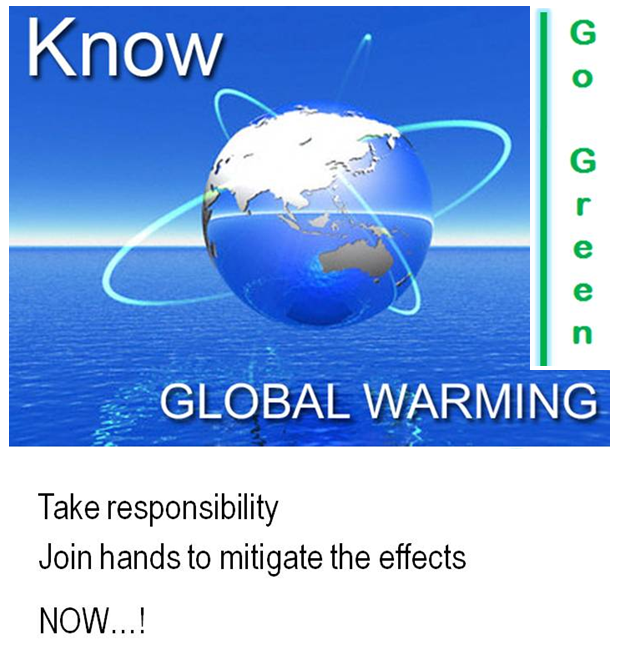 Know
Go Green
GLOBAL WARMING
Take responsibility
Join hands to mitigate the effects
NOW...!